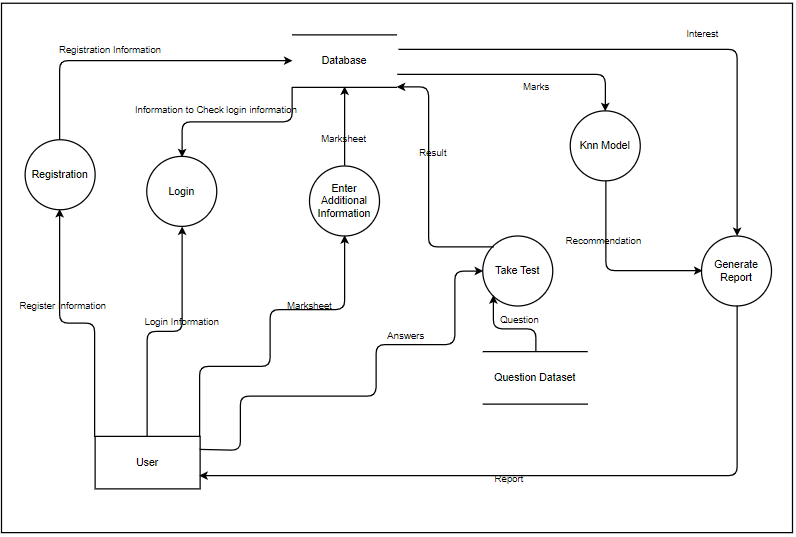 Interest
Registration Information
Database
Marks
Information to Check login information
Marksheet
Knn Model
Result
Registration
Login
Enter
Additional
Information
Recommendation
Take Test
Generate
Report
Register Information
Marksheet
Login Information
Question
Answers
Question Dataset
User
Report